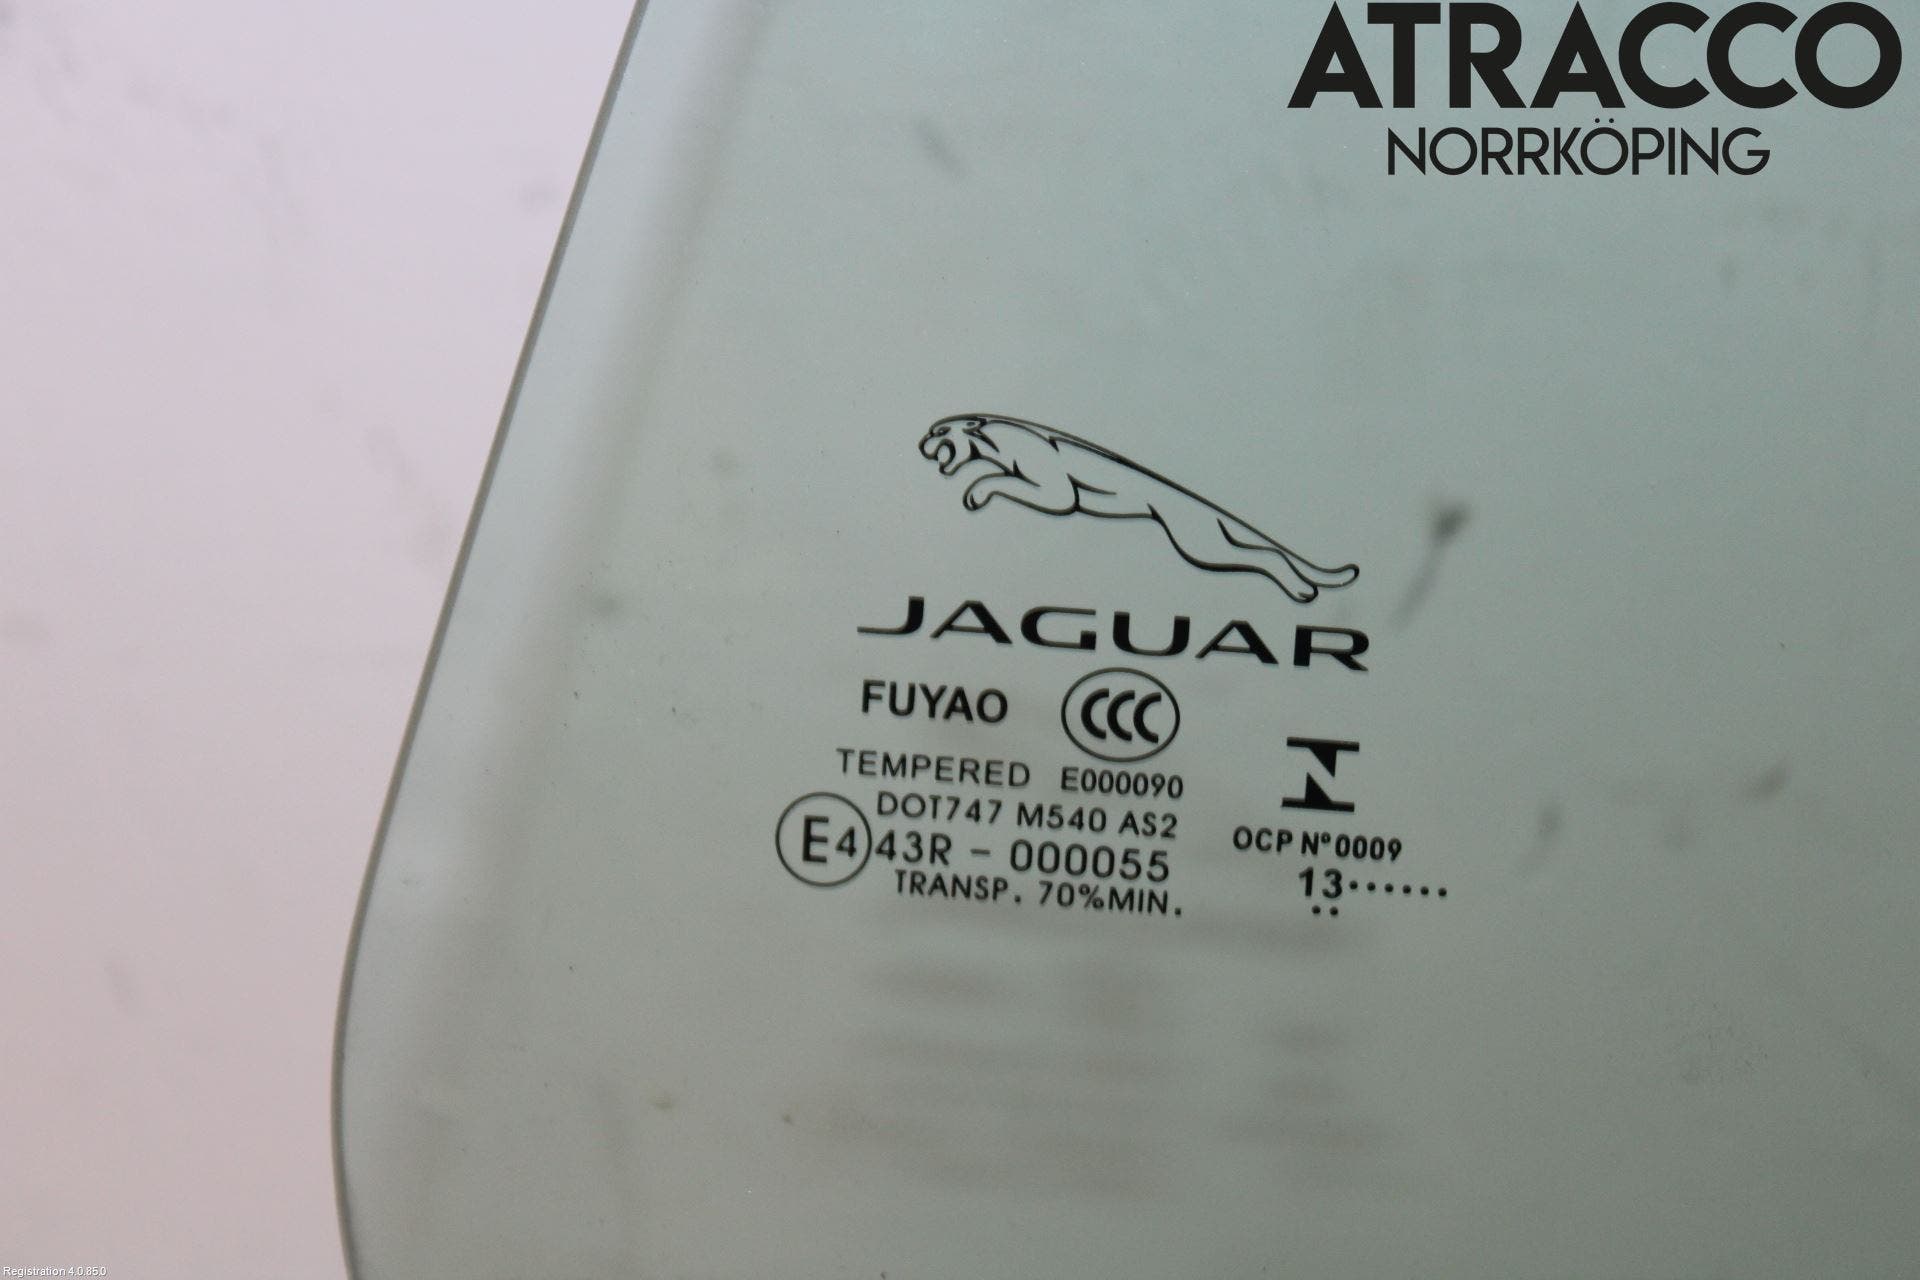 ATRACCO
NORRKÖPING
JAGUAR
FUYAO CCC
TEMPERED E000090
DOT747 M540 AS2
E4 43R - 000055
TRANSP. 70%MIN.
OCP Nº0009
13·······
··
Registration 4.0.85.0